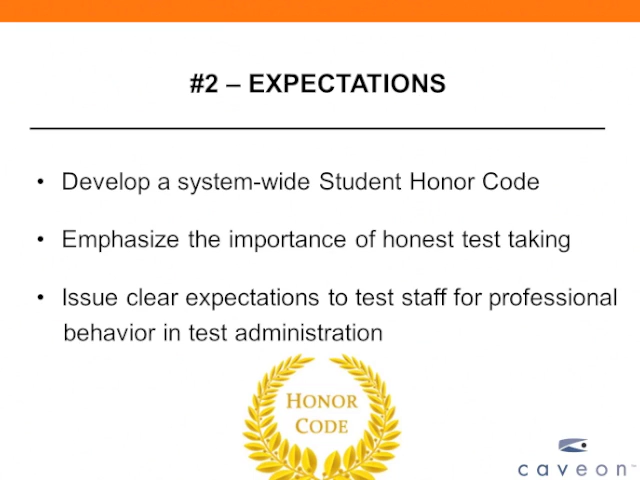 #2 – EXPECTATIONS
• Develop a system-wide Student Honor Code
• Emphasize the importance of honest test taking
• Issue clear expectations to test staff for professional
behavior in test administration
HONOR
CODE
caveon™